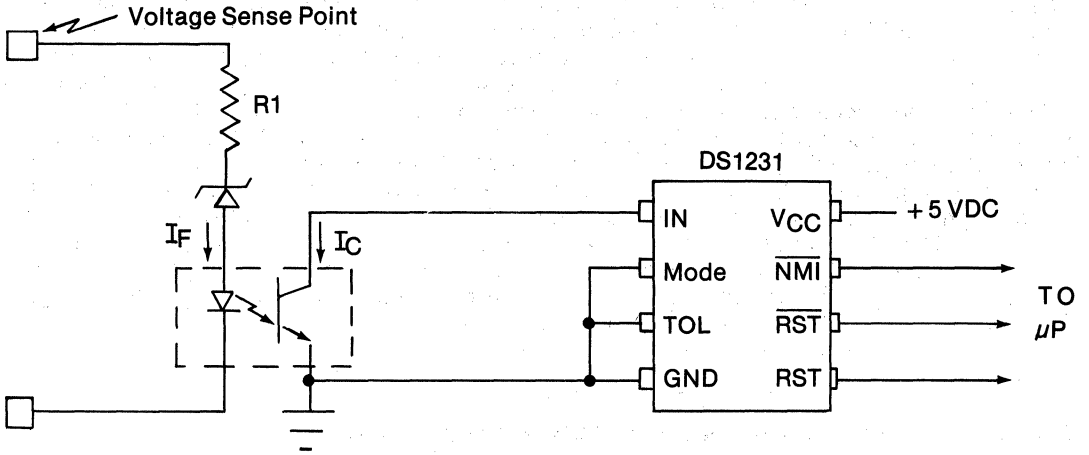 Voltage Sense Point
R1
DS1231
IN
VCC
+5 VDC
IF
IC
Mode
NMI
TO
TOL
RST
μP
GND
RST